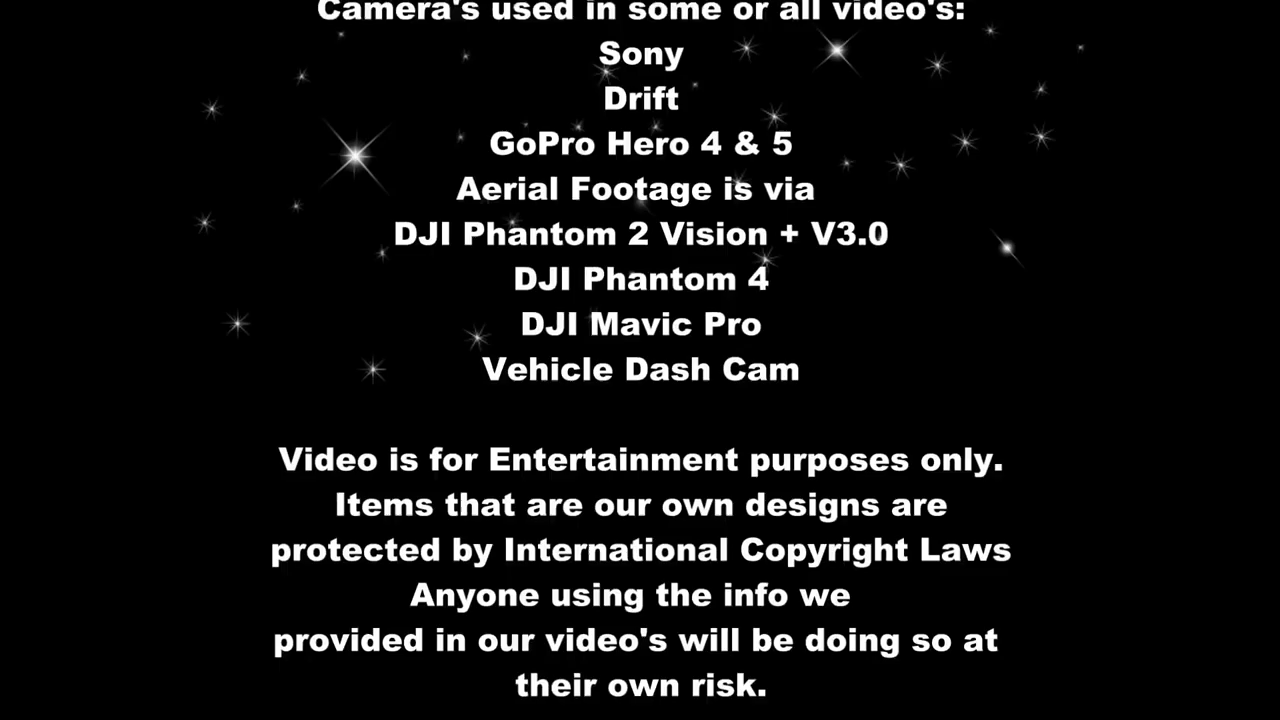 Camera's used in some or all video's:
Sony
Drift
GoPro Hero 4 & 5
Aerial Footage is via
DJI Phantom 2 Vision + V3.0
DJI Phantom 4
DJI Mavic Pro
Vehicle Dash Cam
Video is for Entertainment purposes only.
Items that are our own designs are
protected by International Copyright Laws
Anyone using the info we
provided in our video's will be doing so at
their own risk.